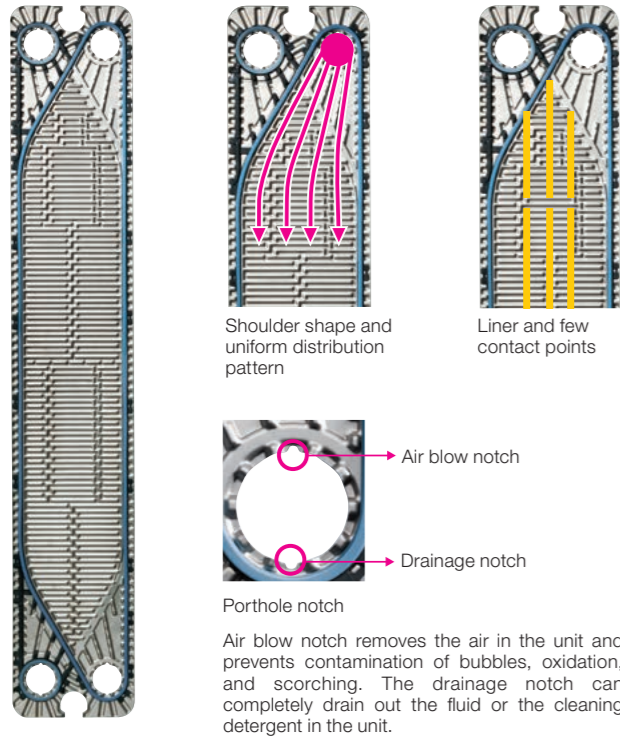 Shoulder shape and
uniform distribution
pattern
Liner and few
contact points
Air blow notch
Drainage notch
Porthole notch
Air blow notch removes the air in the unit and
prevents contamination of bubbles, oxidation,
and scorching. The drainage notch can
completely drain out the fluid or the cleaning
detergent in the unit.